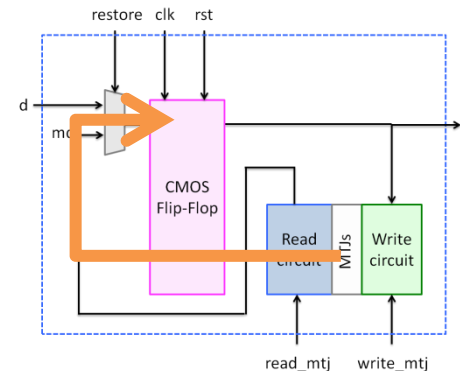 restore clk rst
d
CMOS
Flip-Flop
Read
circuit
MTJs
Write
circuit
read_mtj write_mtj